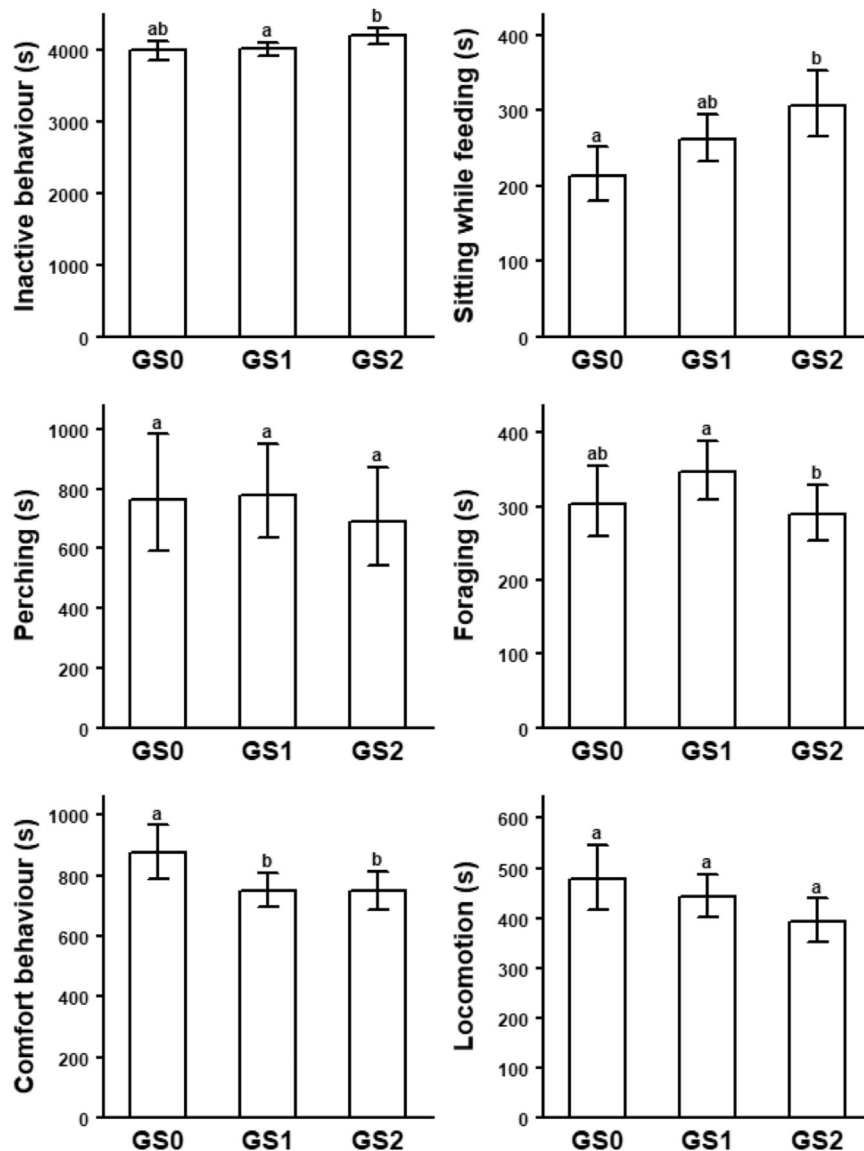 Inactive behaviour (s)
4000
3000
2000
1000
0
ab
a
b
GS0 GS1 GS2
Sitting while feeding (s)
400
300
200
100
0
a
ab
b
GS0 GS1 GS2
Perching (s)
1000
800
600
400
200
0
a
a
a
GS0 GS1 GS2
Foraging (s)
400
300
200
100
0
ab
a
b
GS0 GS1 GS2
Comfort behaviour (s)
1000
800
600
400
200
0
a
b
b
GS0 GS1 GS2
Locomotion (s)
600
500
400
300
200
100
0
a
a
a
GS0 GS1 GS2